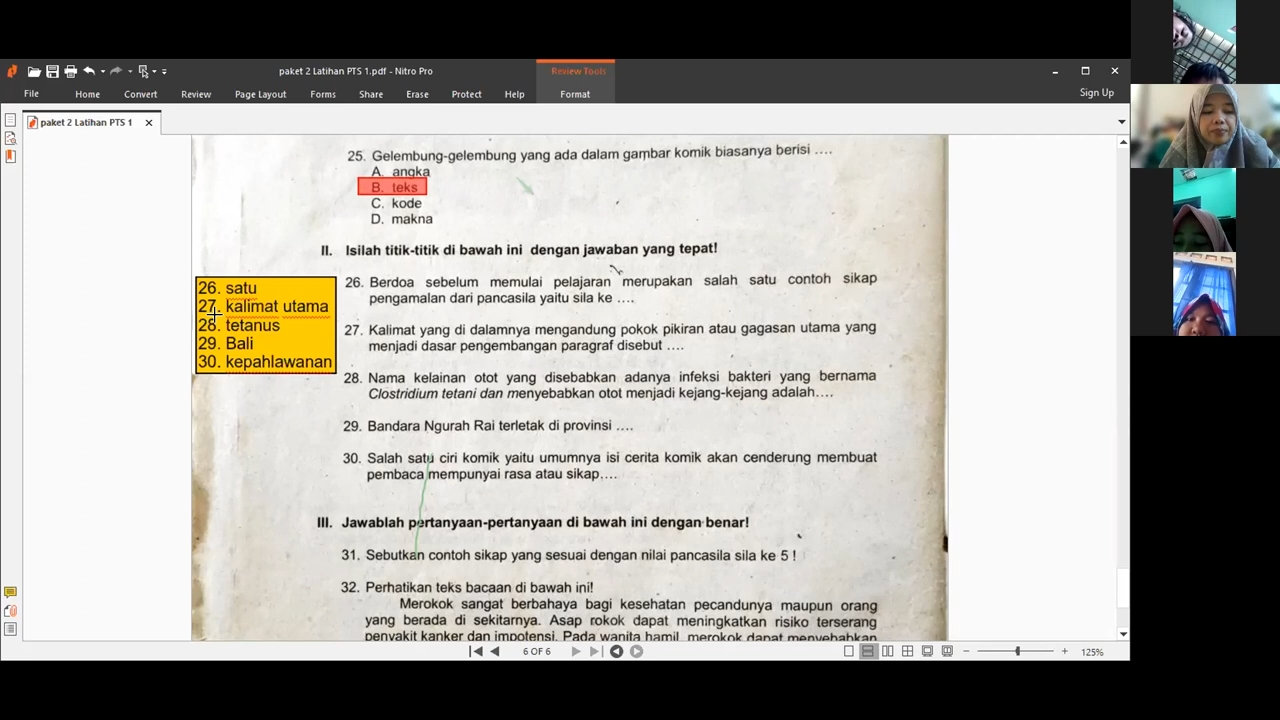 paket 2 Latihan PTS 1.pdf - Nitro Pro
Review Tools
File
Home
Convert
Review
Page Layout
Forms
Share
Erase
Protect
Help
Format
Sign Up
paket 2 Latihan PTS 1
25. Gelembung-gelembung yang ada dalam gambar komik biasanya berisi ....
A. angka
B. teks
C. kode
D. makna
II. Isilah titik-titik di bawah ini dengan jawaban yang tepat!
26. satu
27. kalimat utama
28. tetanus
29. Bali
30. kepahlawanan
26. Berdoa sebelum memulai pelajaran merupakan salah satu contoh sikap
pengamalan dari pancasila yaitu sila ke ....
27. Kalimat yang di dalamnya mengandung pokok pikiran atau gagasan utama yang
menjadi dasar pengembangan paragraf disebut ....
28. Nama kelainan otot yang disebabkan adanya infeksi bakteri yang bernama
Clostridium tetani dan menyebabkan otot menjadi kejang-kejang adalah....
29. Bandara Ngurah Rai terletak di provinsi ....
30. Salah satu ciri komik yaitu umumnya isi cerita komik akan cenderung membuat
pembaca mempunyai rasa atau sikap....
III. Jawablah pertanyaan-pertanyaan di bawah ini dengan benar!
31. Sebutkan contoh sikap yang sesuai dengan nilai pancasila sila ke 5 !
32. Perhatikan teks bacaan di bawah ini!
Merokok sangat berbahaya bagi kesehatan pecandunya maupun orang
yang berada di sekitarnya. Asap rokok dapat meningkatkan risiko terserang
penyakit kanker dan impotensi. Pada wanita hamil, merokok dapat menyebabkan
6 OF 6
125%